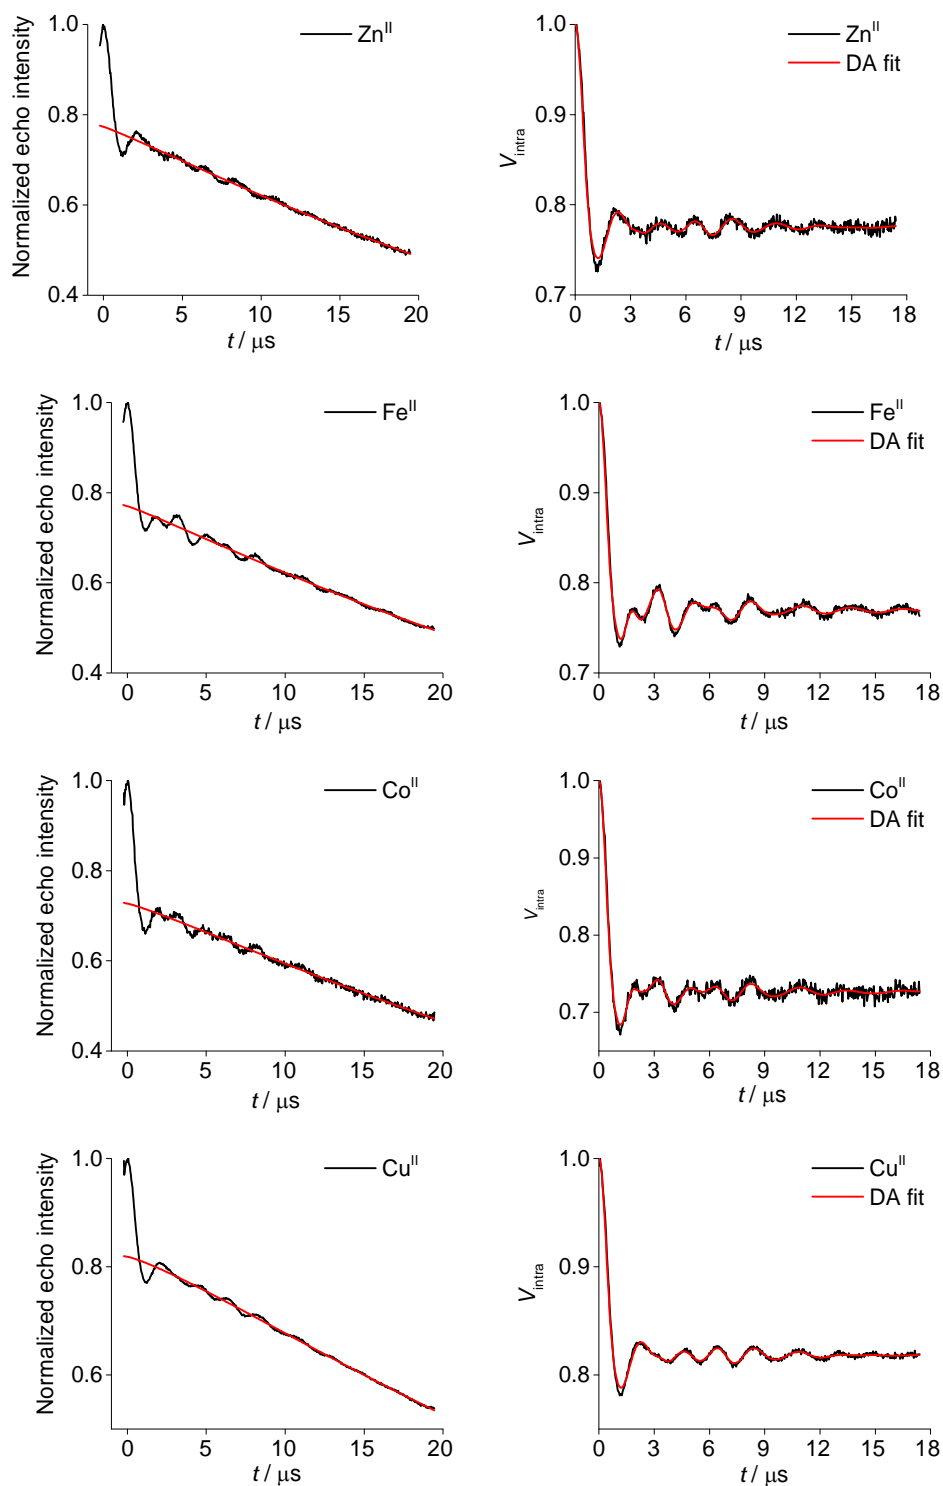 Normalized echo intensity
1.0
0.8
0.6
0.4
0
5
10
15
20
t / μs
Zn^II
V_intra
1.0
0.9
0.8
0.7
0
3
6
9
12
15
18
t / μs
Zn^II
DA fit
Normalized echo intensity
1.0
0.8
0.6
0.4
0
5
10
15
20
t / μs
Fe^II
V_intra
1.0
0.9
0.8
0.7
0
3
6
9
12
15
18
t / μs
Fe^II
DA fit
Normalized echo intensity
1.0
0.8
0.6
0.4
0
5
10
15
20
t / μs
Co^II
V_intra
1.0
0.9
0.8
0.7
0
3
6
9
12
15
18
t / μs
Co^II
DA fit
Normalized echo intensity
1.0
0.8
0.6
0
5
10
15
20
t / μs
Cu^II
V_intra
1.0
0.9
0.8
0
3
6
9
12
15
18
t / μs
Cu^II
DA fit